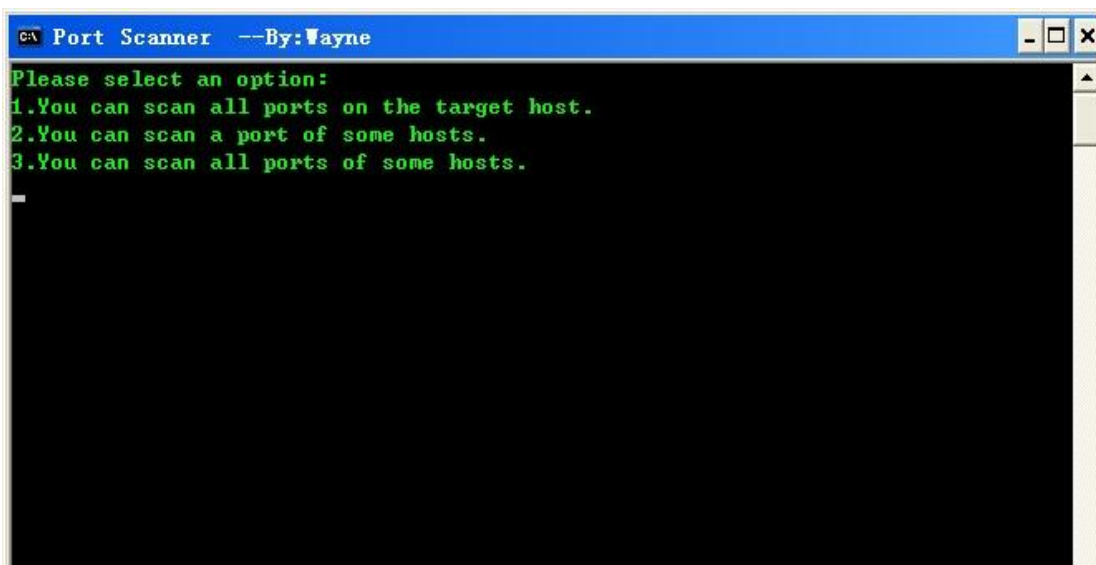 Port Scanner --By:Wayne
Please select an option:
1.You can scan all ports on the target host.
2.You can scan a port of some hosts.
3.You can scan all ports of some hosts.